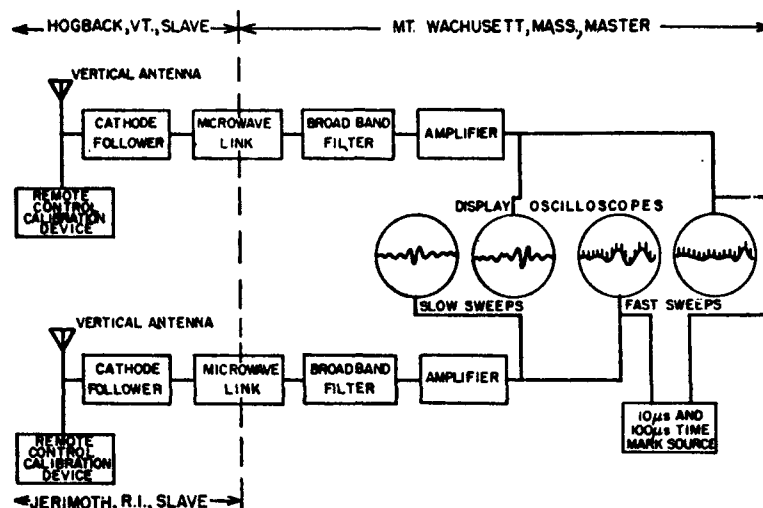 HOGBACK, VT., SLAVE
MT. WACHUSETT, MASS., MASTER
VERTICAL ANTENNA
CATHODE
FOLLOWER
MICROWAVE
LINK
BROAD BAND
FILTER
AMPLIFIER
REMOTE
CONTROL
CALIBRATION
DEVICE
DISPLAY OSCILLOSCOPES
SLOW SWEEPS
FAST SWEEPS
VERTICAL ANTENNA
CATHODE
FOLLOWER
MICROWAVE
LINK
BROAD BAND
FILTER
AMPLIFIER
REMOTE
CONTROL
CALIBRATION
DEVICE
10μs AND
100μs TIME
MARK SOURCE
JERIMOTH, R.I., SLAVE